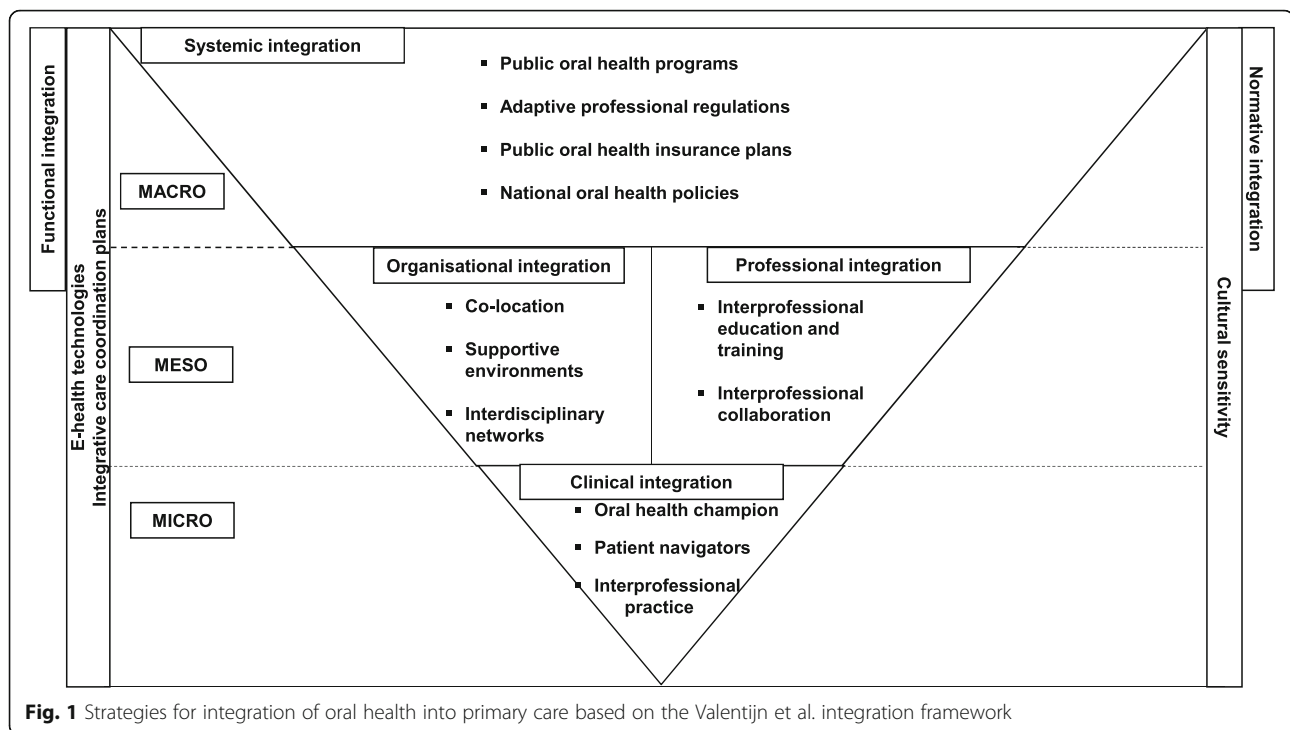 Systemic integration
▪ Public oral health programs
▪ Adaptive professional regulations
▪ Public oral health insurance plans
▪ National oral health policies
Functional integration
E-health technologies
Integrative care coordination plans
MACRO
Normative integration
Cultural sensitivity
Organisational integration
▪ Co-location
▪ Supportive
environments
▪ Interdisciplinary
networks
Professional integration
▪ Interprofessional
education and
training
▪ Interprofessional
collaboration
MESO
Clinical integration
▪ Oral health champion
▪ Patient navigators
▪ Interprofessional
practice
MICRO
Fig. 1 Strategies for integration of oral health into primary care based on the Valentijn et al. integration framework